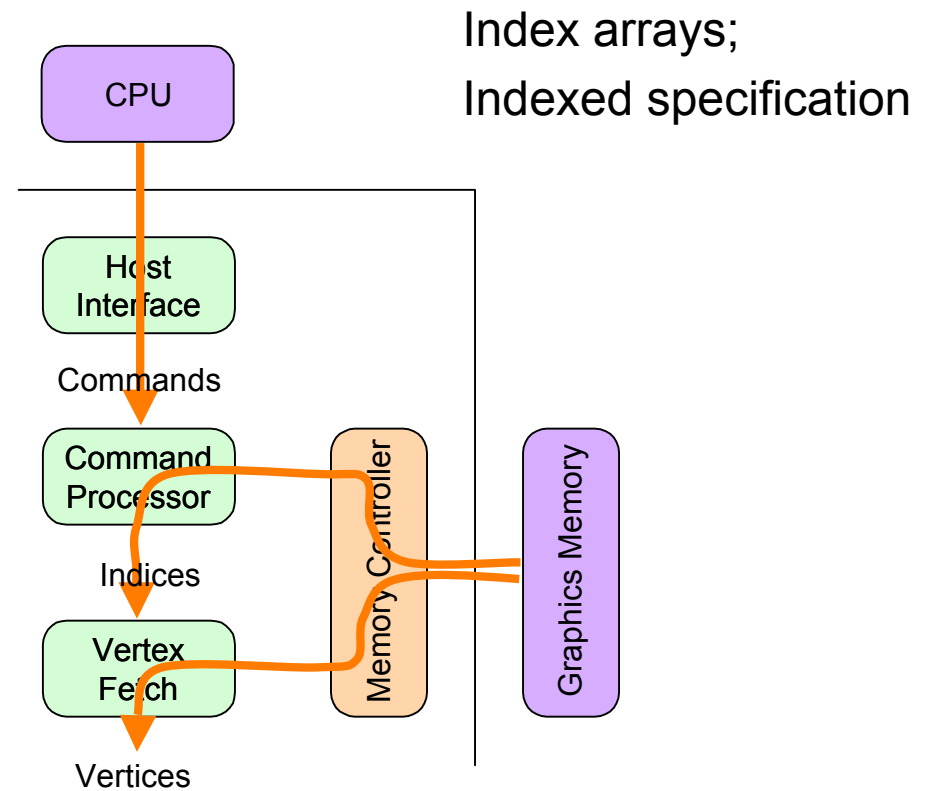 Index arrays;
Indexed specification
CPU
Host
Interface
Commands
Command
Processor
Indices
Vertex
Fetch
Vertices
Memory Controller
Graphics Memory